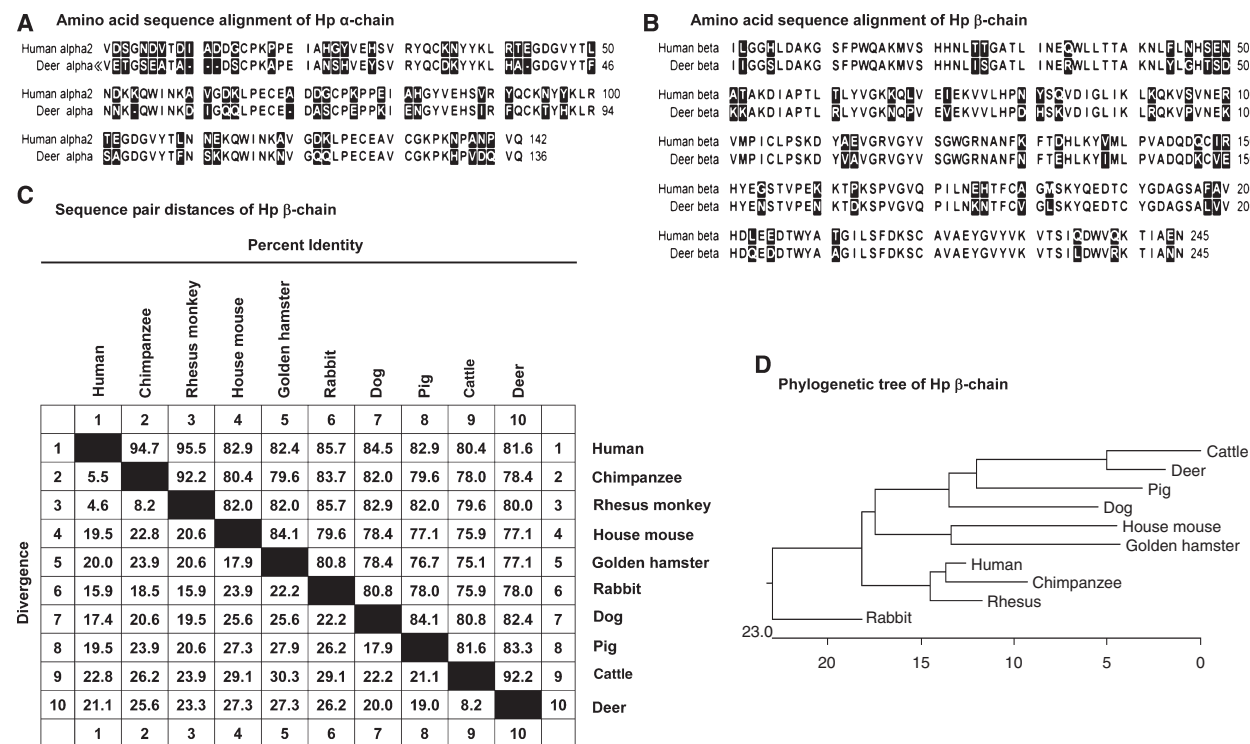 A Amino acid sequence alignment of Hp α-chain
Human alpha2 VDSGNDVTDI ADDGCPKPPE IAHGYVEHSV RYQCKNYYKL RTEGDGVYTL 50
Deer alpha«VETGSEATA- --DSCPKAPE IANSHVEYSV RYQCDKYYKL HA-GDGVYTF 46
Human alpha2 NDKKQWINKA VGDKLPECEA DDGCPKPPEI AHGYVEHSVR YQCKNYYKLR 100
Deer alpha NNK-QWINKD IGQQLPECE- DASCPEPPKI ENGYVEHSVR FQCKTYHKLR 94
Human alpha2 TEGDGVYTLN NEKQWINKAV GDKLPECEAV CGKPKNPANP VQ 142
Deer alpha SAGDGVYTFN SKKQWINKNV GQQLPECEAV CGKPKHPVDQ VQ 136
B Amino acid sequence alignment of Hp β-chain
Human beta ILGGHLDAKG SFPWQAKMVS HHNLTTGATL INEQWLLTTA KNLFLNHSEN 50
Deer beta IIGGSLDAKG SFPWQAKMVS HHNLISGATL INERWLLTTA KNLYLGHTSD 50
Human beta ATAKDIAPTL TLYVGKKQLV EIEKVVLHPN YSQVDIGLIK LKQKVSVNER 10
Deer beta KKAKDIAPTL RLYVGKNQPV EVEKVVLHPD HSKVDIGLIK LRQKVPVNEK 10
Human beta VMPICLPSKD YAEVGRVGYV SGWGRNANFK FTDHLKYVML PVADQDQCIR 15
Deer beta VMPICLPSKD YVAVGRVGYV SGWGRNANFN FTEHLKYIML PVADQDKCVE 15
Human beta HYEGSTVPEK KTPKSPVGVQ PILNEHTFCA GMSKYQEDTC YGDAGSAFAV 20
Deer beta HYENSTVPEN KTDKSPVGVQ PILNKNTFCV GLSKYQEDTC YGDAGSALVV 20
Human beta HDLEEDTWYA TGILSFDKSC AVAEYGVYVK VTSIQDWVQK TIAEN 245
Deer beta HDQEDDTWYA AGILSFDKSC AVAEYGVYVK VTSILDWVRK TIANN 245
C Sequence pair distances of Hp β-chain
Percent Identity
Human Chimpanzee Rhesus monkey House mouse Golden hamster Rabbit Dog Pig Cattle Deer
1 2 3 4 5 6 7 8 9 10
1 94.7 95.5 82.9 82.4 85.7 84.5 82.9 80.4 81.6 1 Human
2 5.5 92.2 80.4 79.6 83.7 82.0 79.6 78.0 78.4 2 Chimpanzee
3 4.6 8.2 82.0 82.0 85.7 82.9 82.0 79.6 80.0 3 Rhesus monkey
4 19.5 22.8 20.6 84.1 79.6 78.4 77.1 75.9 77.1 4 House mouse
5 20.0 23.9 20.6 17.9 80.8 78.4 76.7 75.1 77.1 5 Golden hamster
6 15.9 18.5 15.9 23.9 22.2 80.8 78.0 75.9 78.0 6 Rabbit
7 17.4 20.6 19.5 25.6 25.6 22.2 84.1 80.8 82.4 7 Dog
8 19.5 23.9 20.6 27.3 27.9 26.2 17.9 81.6 83.3 8 Pig
9 22.8 26.2 23.9 29.1 30.3 29.1 22.2 21.1 92.2 9 Cattle
10 21.1 25.6 23.3 27.3 27.3 26.2 20.0 19.0 8.2 10 Deer
1 2 3 4 5 6 7 8 9 10
Divergence
D Phylogenetic tree of Hp β-chain
Cattle
Deer
Pig
Dog
House mouse
Golden hamster
Human
Chimpanzee
Rhesus
Rabbit
23.0
20 15 10 5 0